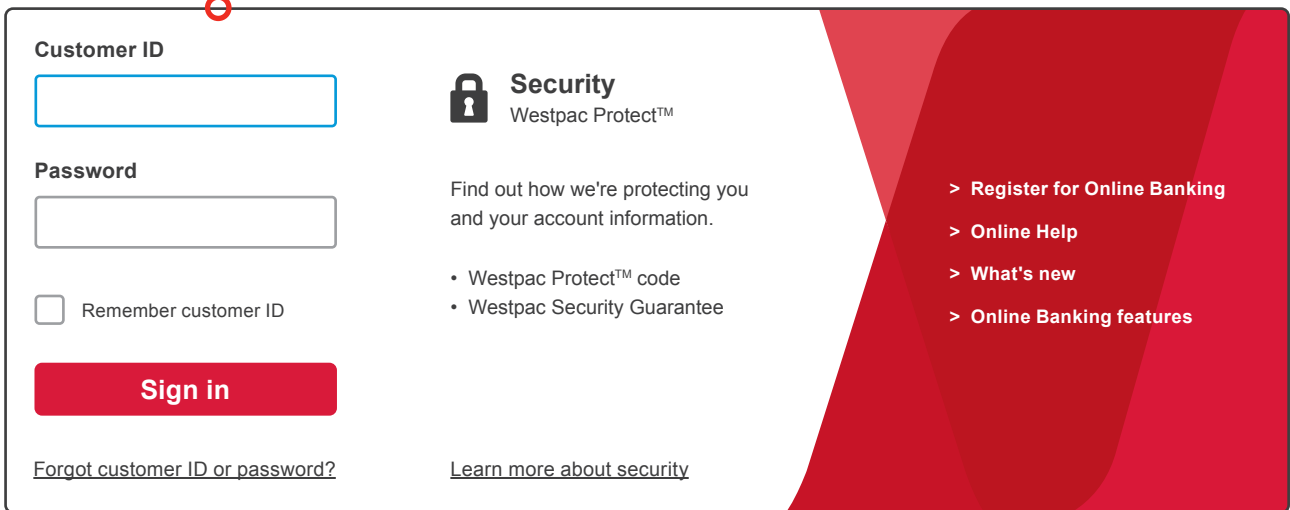 Customer ID
Password
Remember customer ID
Sign in
Forgot customer ID or password?
Security
Westpac Protect™
Find out how we're protecting you
and your account information.
• Westpac Protect™ code
• Westpac Security Guarantee
Learn more about security
> Register for Online Banking
> Online Help
> What's new
> Online Banking features